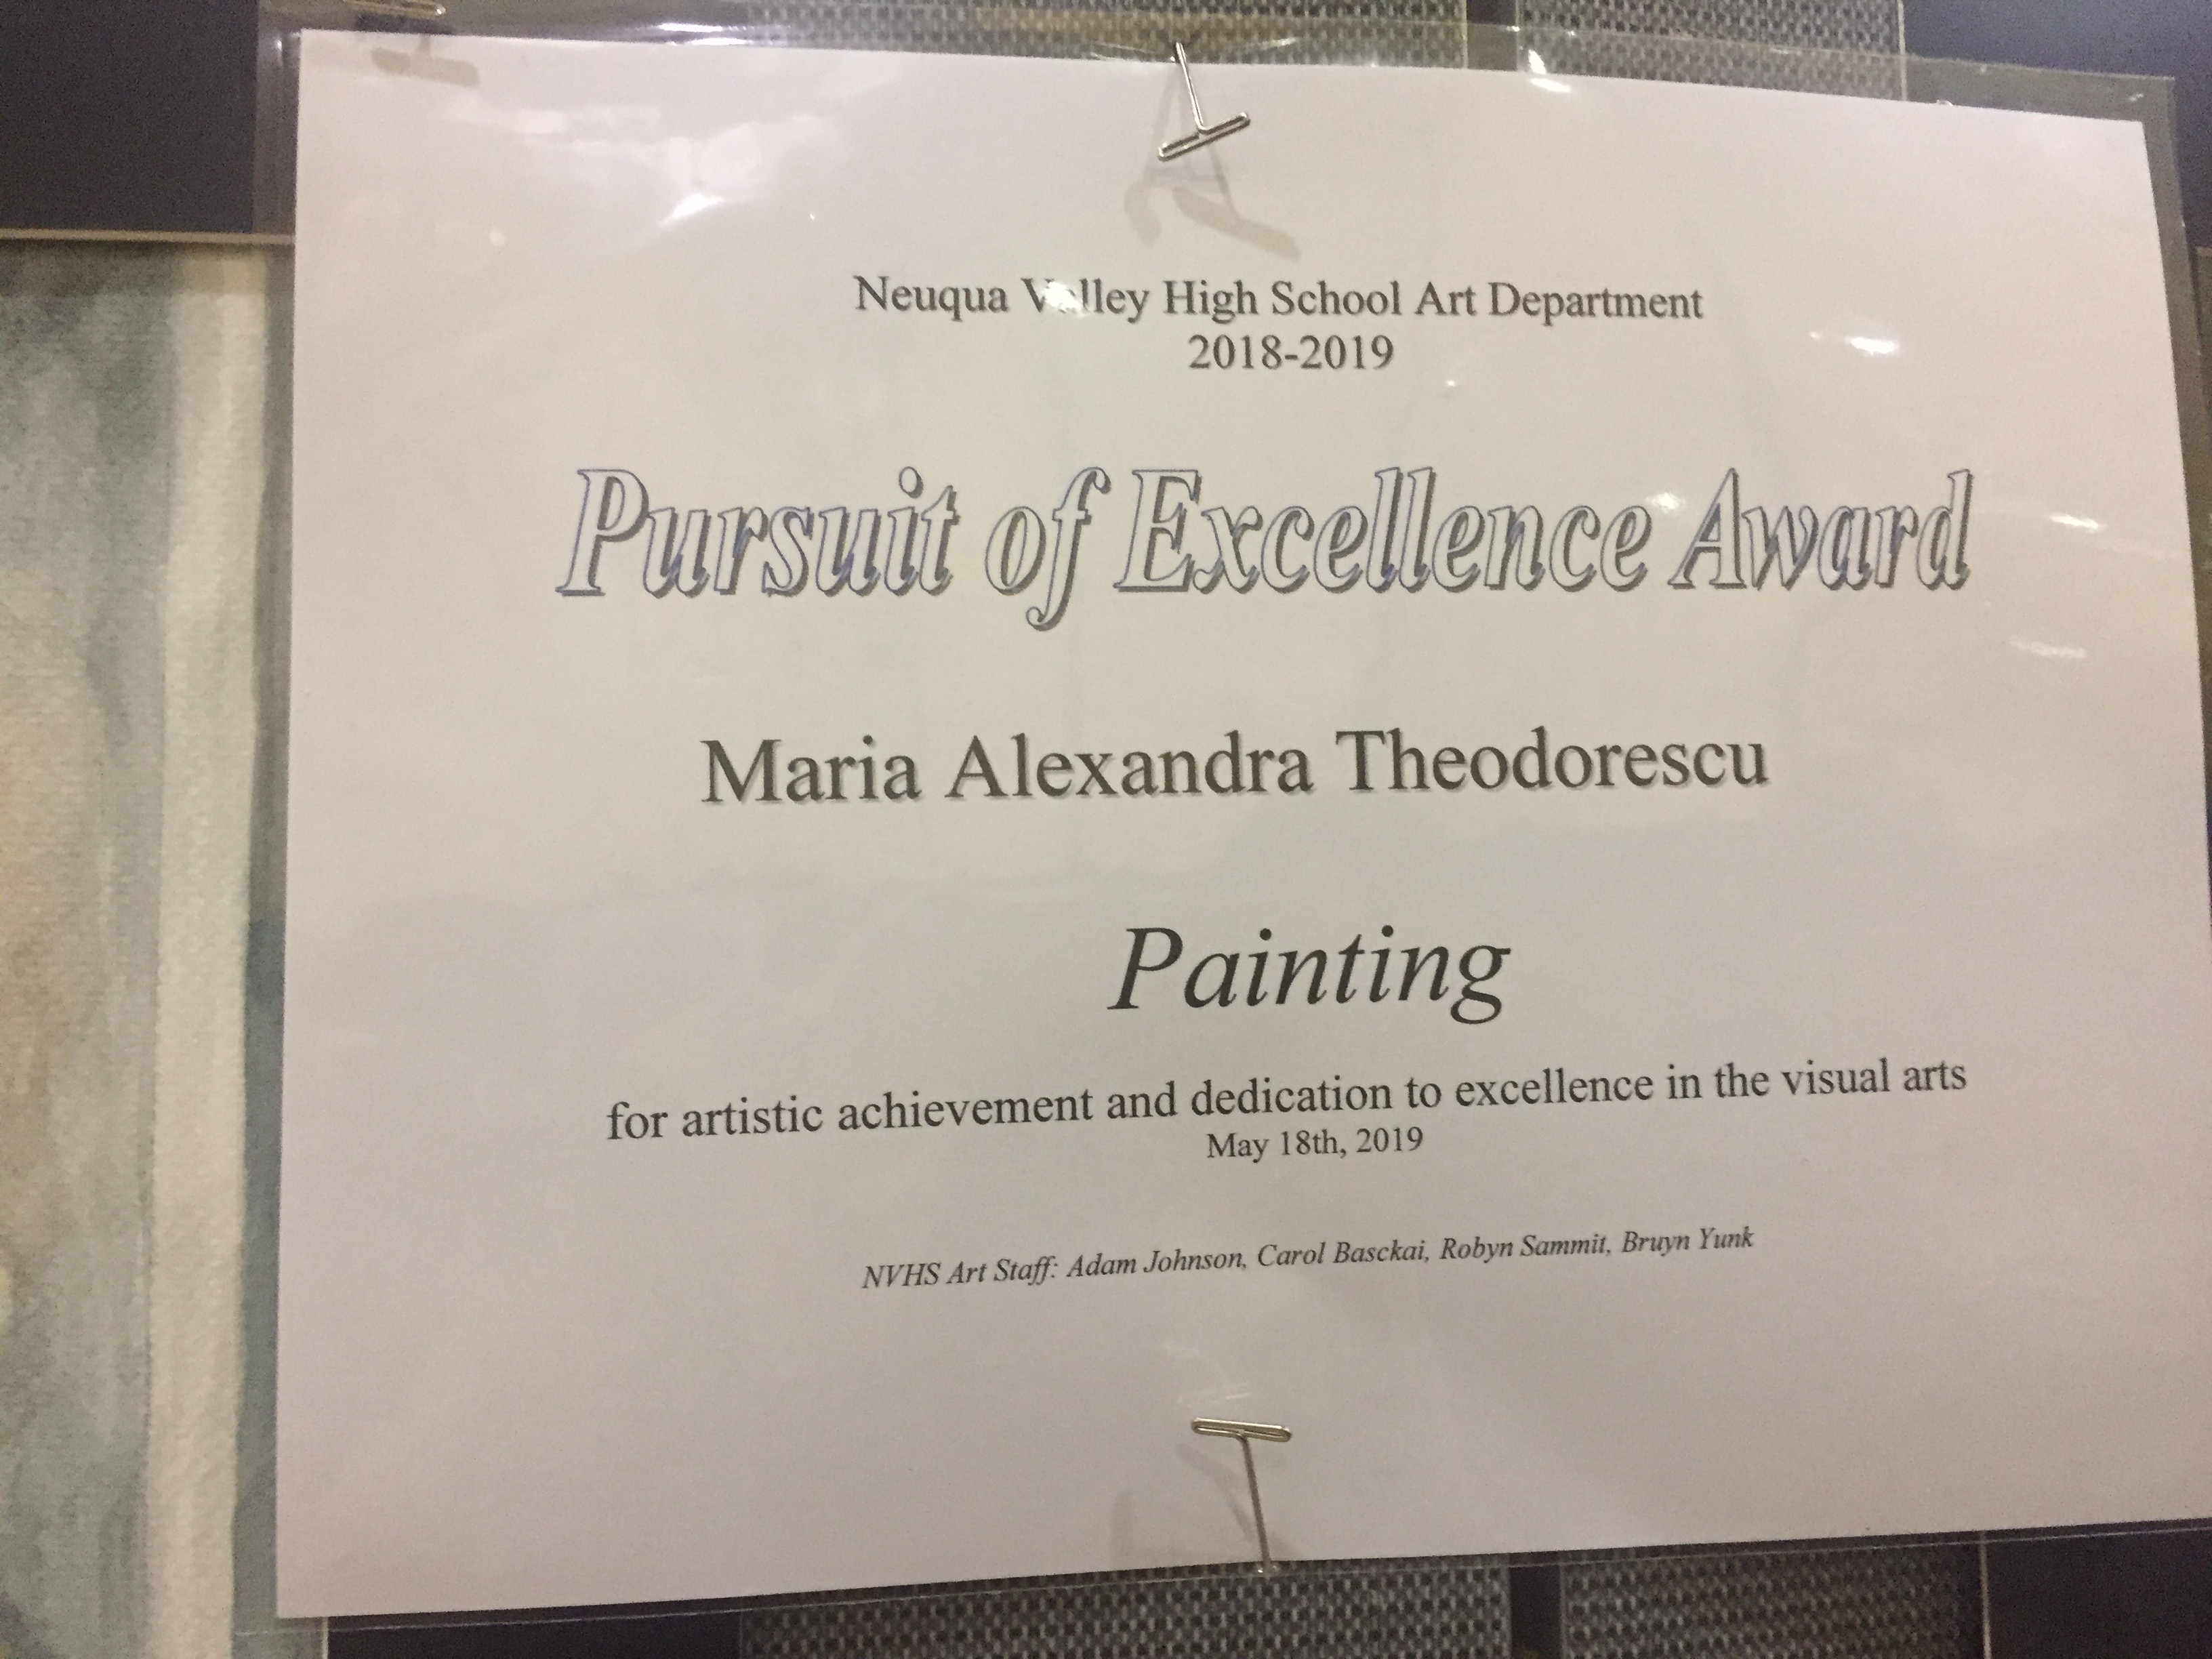 Neuqua Valley High School Art Department
2018-2019
Pursuit of Excellence Award
Maria Alexandra Theodorescu
Painting
for artistic achievement and dedication to excellence in the visual arts
May 18th, 2019
NVHS Art Staff: Adam Johnson, Carol Basckai, Robyn Sammit, Bruyn Yunk